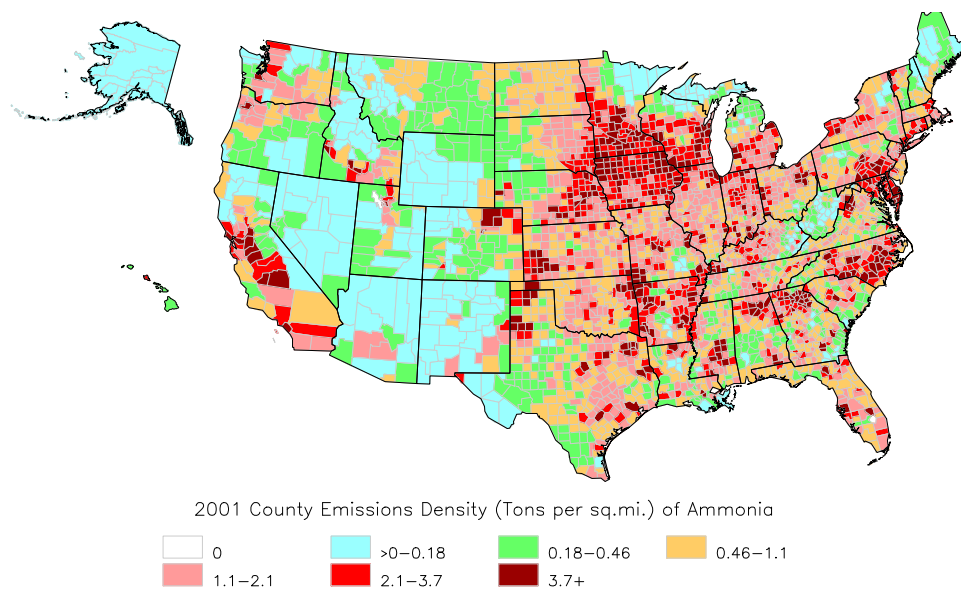 2001 County Emissions Density (Tons per sq.mi.) of Ammonia
0 >0-0.18 0.18-0.46 0.46-1.1
1.1-2.1 2.1-3.7 3.7+